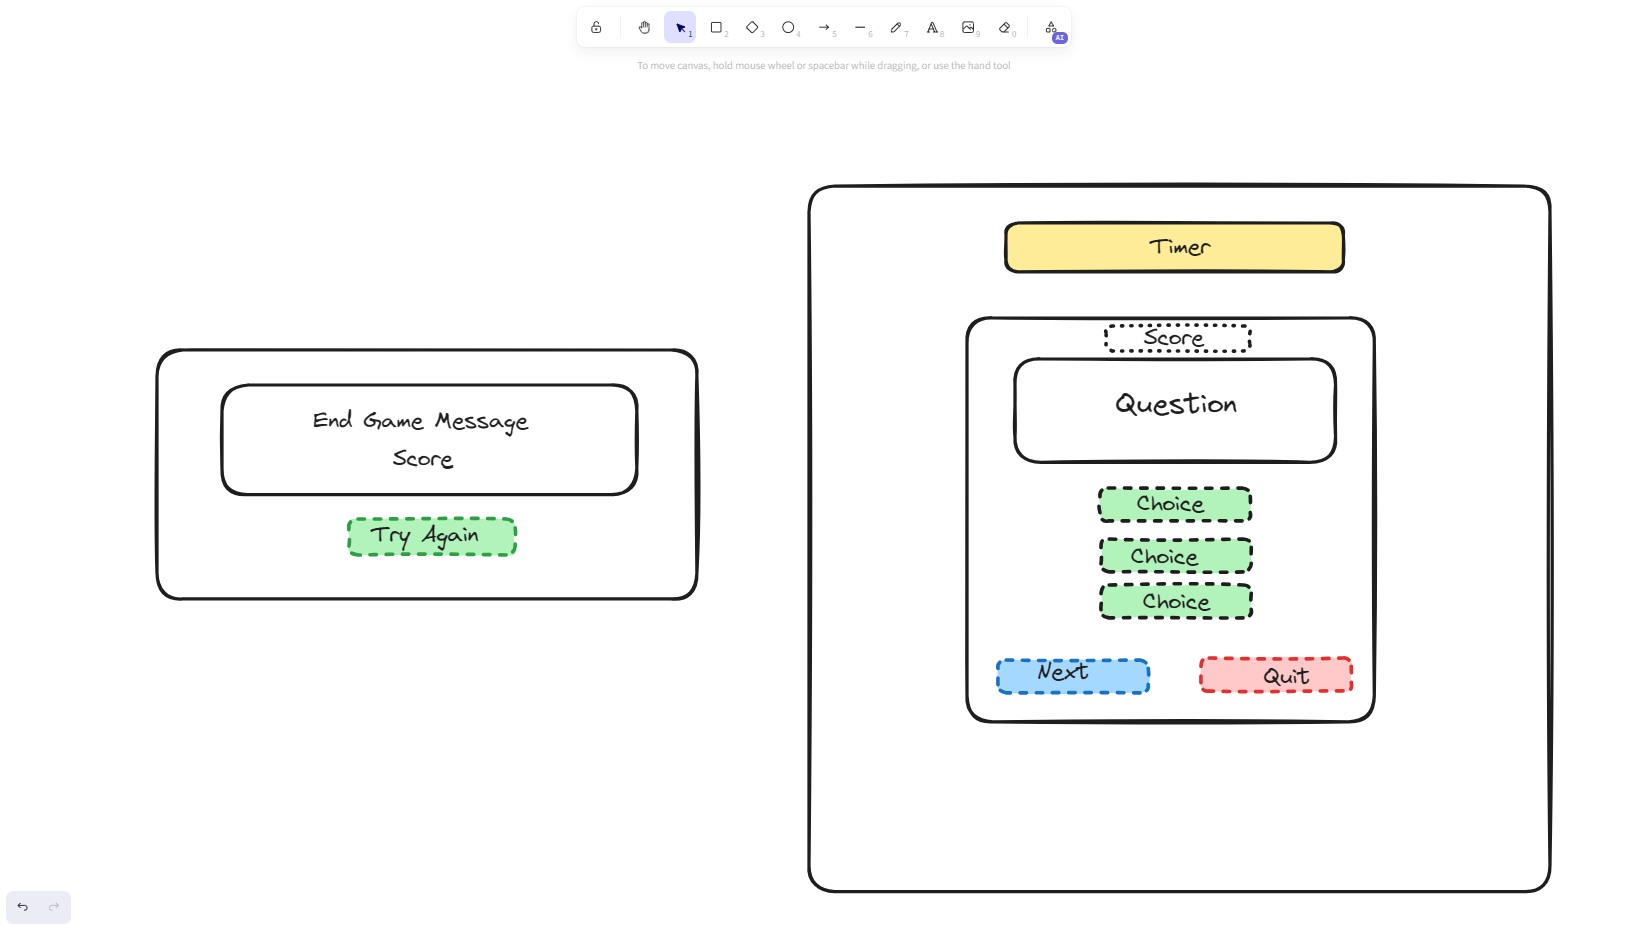 1
2
3
4
5
6
7
8
9
0
AI
To move canvas, hold mouse wheel or spacebar while dragging, or use the hand tool
End Game Message
Score
Try Again
Timer
Score
Question
Choice
Choice
Choice
Next
Quit